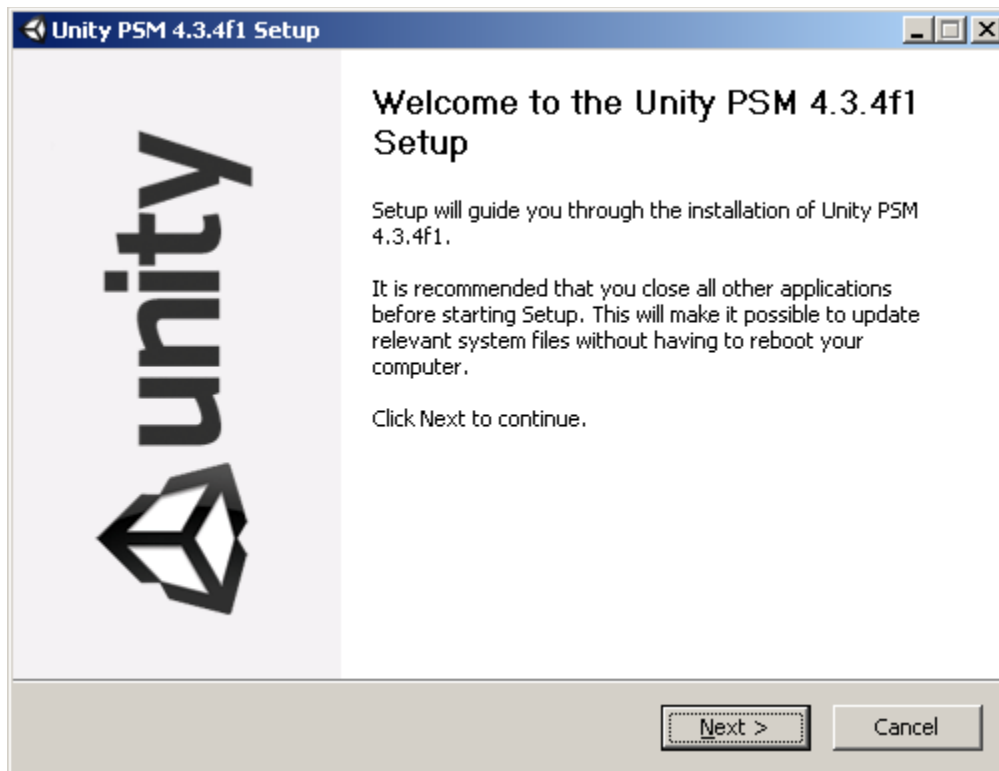 Unity PSM 4.3.4f1 Setup
unity
Welcome to the Unity PSM 4.3.4f1
Setup
Setup will guide you through the installation of Unity PSM
4.3.4f1.
It is recommended that you close all other applications
before starting Setup. This will make it possible to update
relevant system files without having to reboot your
computer.
Click Next to continue.
Next > Cancel